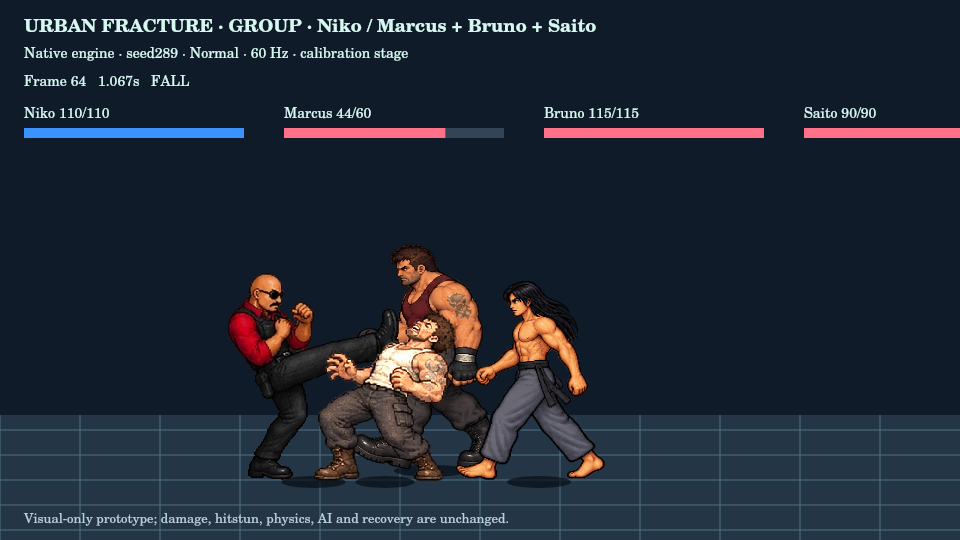 URBAN FRACTURE · GROUP · Niko / Marcus + Bruno + Saito
Native engine · seed289 · Normal · 60 Hz · calibration stage
Frame 64 1.067s FALL
Niko 110/110 Marcus 44/60 Bruno 115/115 Saito 90/90
Visual-only prototype; damage, hitstun, physics, AI and recovery are unchanged.